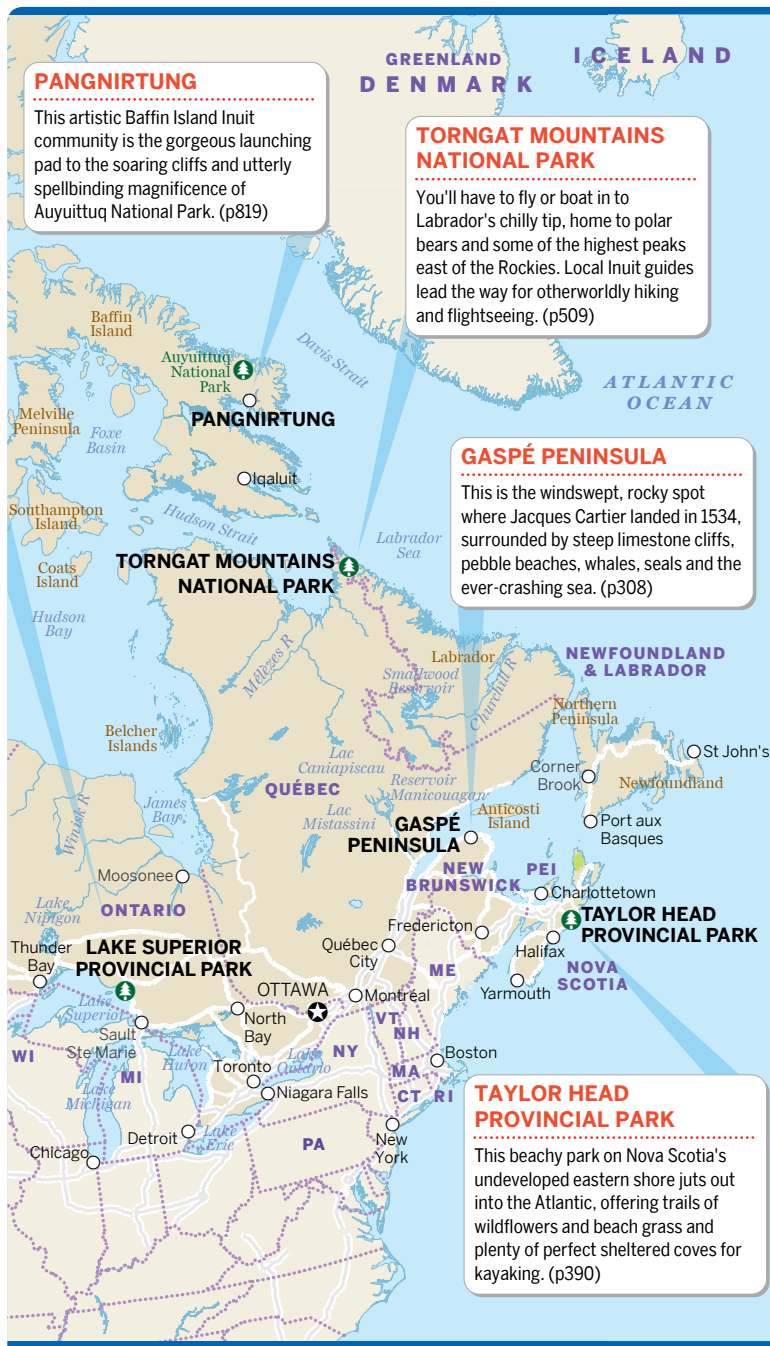 GREENLAND
DENMARK
ICELAND
PANGNIRTUNG
This artistic Baffin Island Inuit
community is the gorgeous launching
pad to the soaring cliffs and utterly
spellbinding magnificence of
Auyuittuq National Park. (p819)
TORNGAT MOUNTAINS
NATIONAL PARK
You'll have to fly or boat in to
Labrador's chilly tip, home to polar
bears and some of the highest peaks
east of the Rockies. Local Inuit guides
lead the way for otherworldly hiking
and flightseeing. (p509)
Baffin
Island
Auyuittuq
National
Park
Davis Strait
ATLANTIC
OCEAN
PANGNIRTUNG
Melville
Peninsula
Foxe
Basin
Iqaluit
GASPÉ PENINSULA
This is the windswept, rocky spot
where Jacques Cartier landed in 1534,
surrounded by steep limestone cliffs,
pebble beaches, whales, seals and the
ever-crashing sea. (p308)
Southampton
Island
Hudson Strait
Labrador
Sea
TORNGAT MOUNTAINS
NATIONAL PARK
Coats
Island
Hudson
Bay
Mélèzes R
Labrador
Smallwood
Reservoir
Churchill R
NEWFOUNDLAND
& LABRADOR
Northern
Peninsula
Belcher
Islands
Lac
Caniapiscau
St John's
Corner
Brook
Newfoundland
QUÉBEC
Reservoir
Manicouagan
Winisk R
James
Bay
Lac
Mistassini
Anticosti
Island
GASPÉ
PENINSULA
Port aux
Basques
Moosonee
NEW
BRUNSWICK
PEI
Charlottetown
Lake
Nipigon
ONTARIO
Fredericton
TAYLOR HEAD
PROVINCIAL PARK
Thunder
Bay
LAKE SUPERIOR
PROVINCIAL PARK
Québec
City
Halifax
ME
NOVA
SCOTIA
Yarmouth
OTTAWA
Montréal
Lake
Superior
Sault
Ste Marie
North
Bay
VT
NH
WI
MI
Lake
Huron
Toronto
Lake
Ontario
NY
Boston
MA
Lake
Michigan
Niagara Falls
CT
RI
Detroit
Lake
Erie
PA
New
York
Chicago
TAYLOR HEAD
PROVINCIAL PARK
This beachy park on Nova Scotia's
undeveloped eastern shore juts out
into the Atlantic, offering trails of
wildflowers and beach grass and
plenty of perfect sheltered coves for
kayaking. (p390)